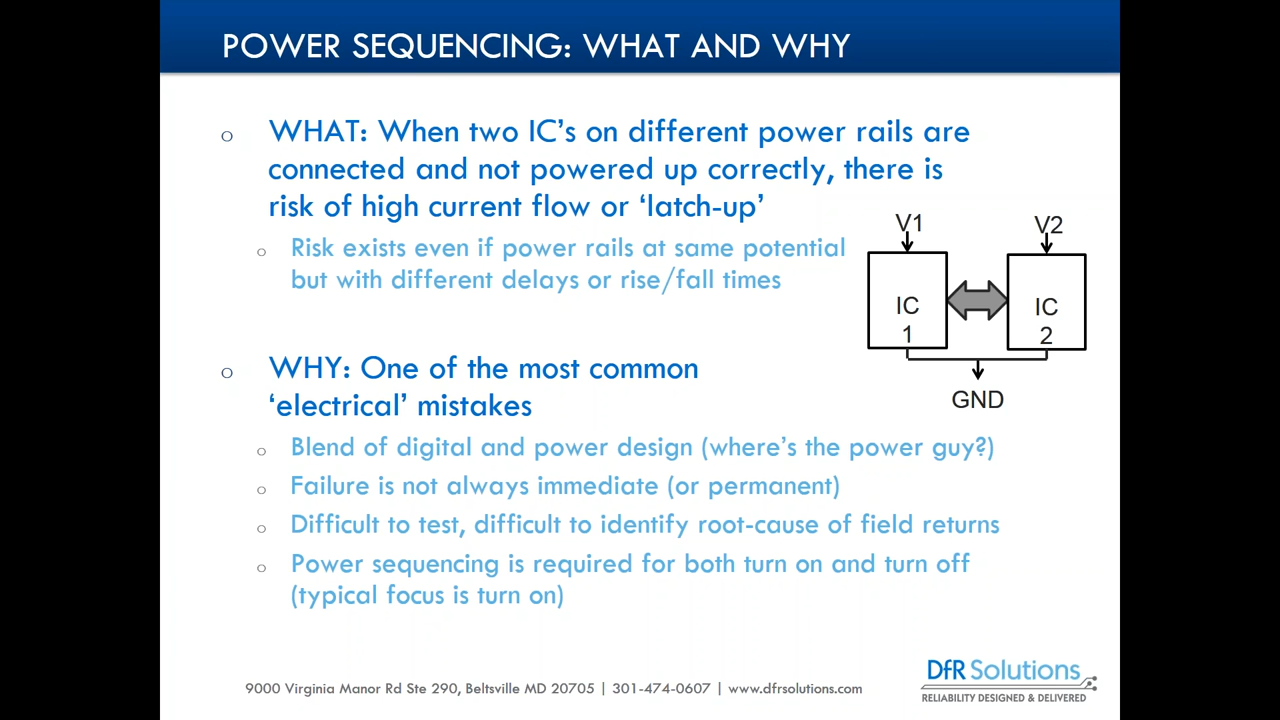 POWER SEQUENCING: WHAT AND WHY
o WHAT: When two IC's on different power rails are
connected and not powered up correctly, there is
risk of high current flow or ‘latch-up’
o Risk exists even if power rails at same potential
but with different delays or rise/fall times
V1
V2
IC
1
IC
2
GND
o WHY: One of the most common
‘electrical’ mistakes
o Blend of digital and power design (where’s the power guy?)
o Failure is not always immediate (or permanent)
o Difficult to test, difficult to identify root-cause of field returns
o Power sequencing is required for both turn on and turn off
(typical focus is turn on)
9000 Virginia Manor Rd Ste 290, Beltsville MD 20705 | 301-474-0607 | www.dfrsolutions.com
DfR Solutions
RELIABILITY DESIGNED & DELIVERED